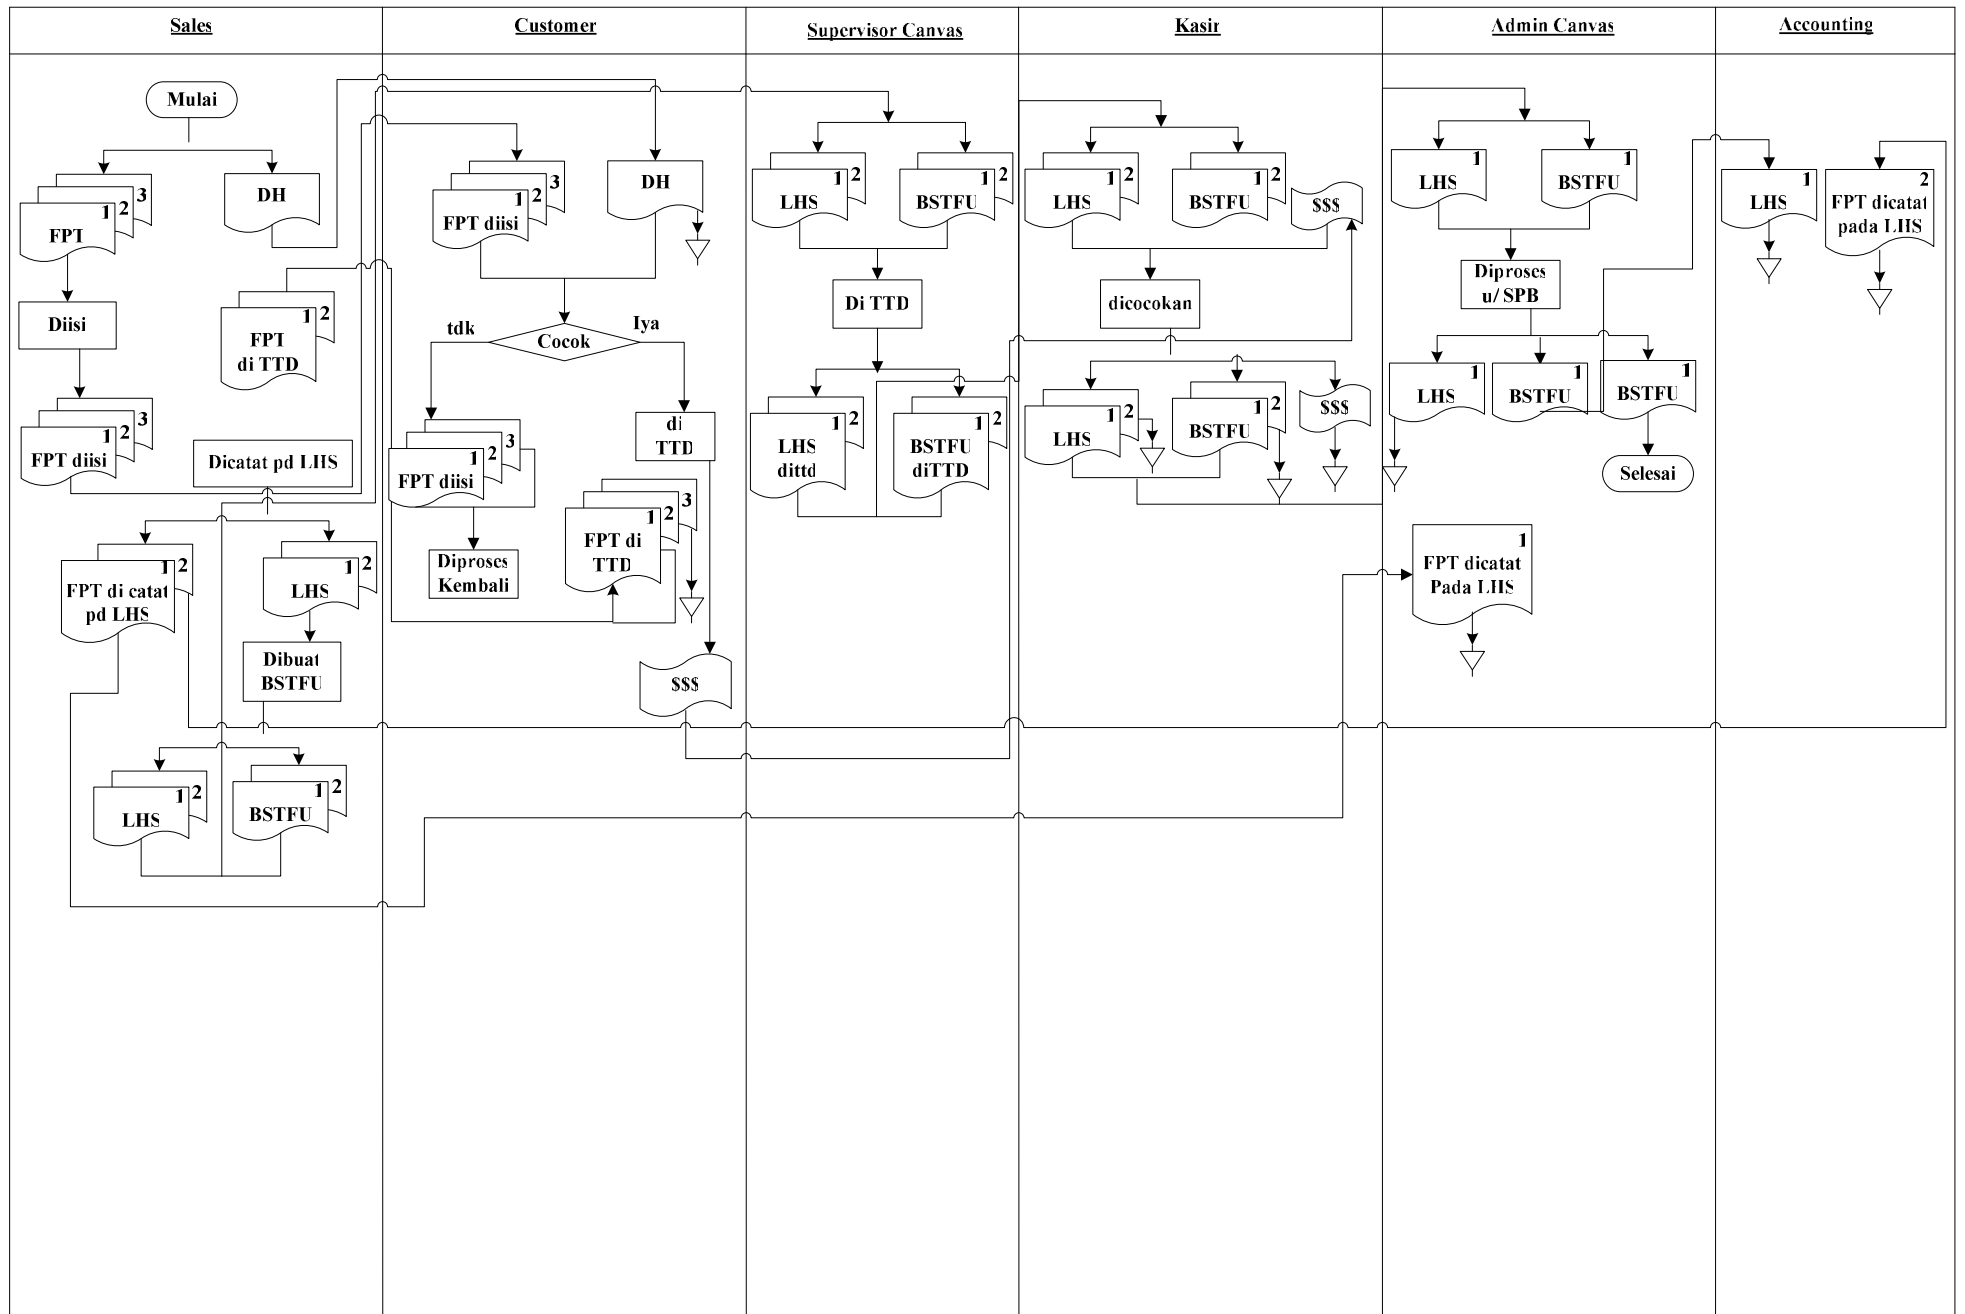 Sales
Customer
Supervisor Canvas
Kasir
Admin Canvas
Accounting
Mulai
3
2
1
FPT
DH
Diisi
1
2
FPT
di TTD
3
2
1
FPT diisi
Dicatat pd LHS
1
2
FPT di catat
pd LHS
1
2
LHS
Dibuat
BSTFU
1
2
LHS
1
2
BSTFU
3
2
1
FPT diisi
DH
tdk
Iya
Cocok
di
TTD
3
2
1
FPT diisi
Diproses
Kembali
3
2
1
FPT di
TTD
$$$
1
2
LHS
1
2
BSTFU
Di TTD
1
2
LHS
dittd
1
2
BSTFU
diTTD
1
2
LHS
1
2
BSTFU
$$$
dicocokan
1
2
LHS
1
2
BSTFU
$$$
1
LHS
1
BSTFU
Diproses
u/ SPB
1
LHS
1
BSTFU
1
BSTFU
Selesai
1
FPT dicatat
Pada LHS
1
LHS
2
FPT dicatat
pada LHS